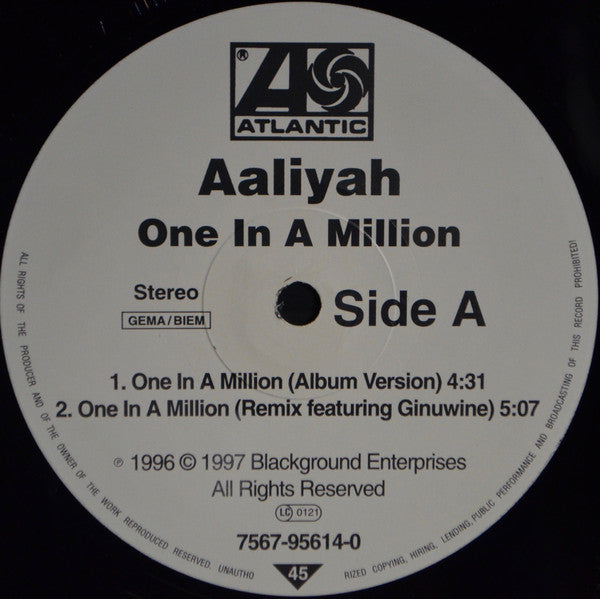 ®
ATLANTIC
Aaliyah
One In A Million
Stereo
GEMA/BIEM
Side A
1. One In A Million (Album Version) 4:31
2. One In A Million (Remix featuring Ginuwine) 5:07
℗ 1996 © 1997 Blackground Enterprises
All Rights Reserved
LC 0121
7567-95614-0
45
ALL RIGHTS OF THE PRODUCER AND OF THE OWNER OF THE WORK REPRODUCED RESERVED. UNAUTHO
RIZED COPYING, HIRING, LENDING, PUBLIC PERFORMANCE AND BROADCASTING OF THIS RECORD PROHIBITED!